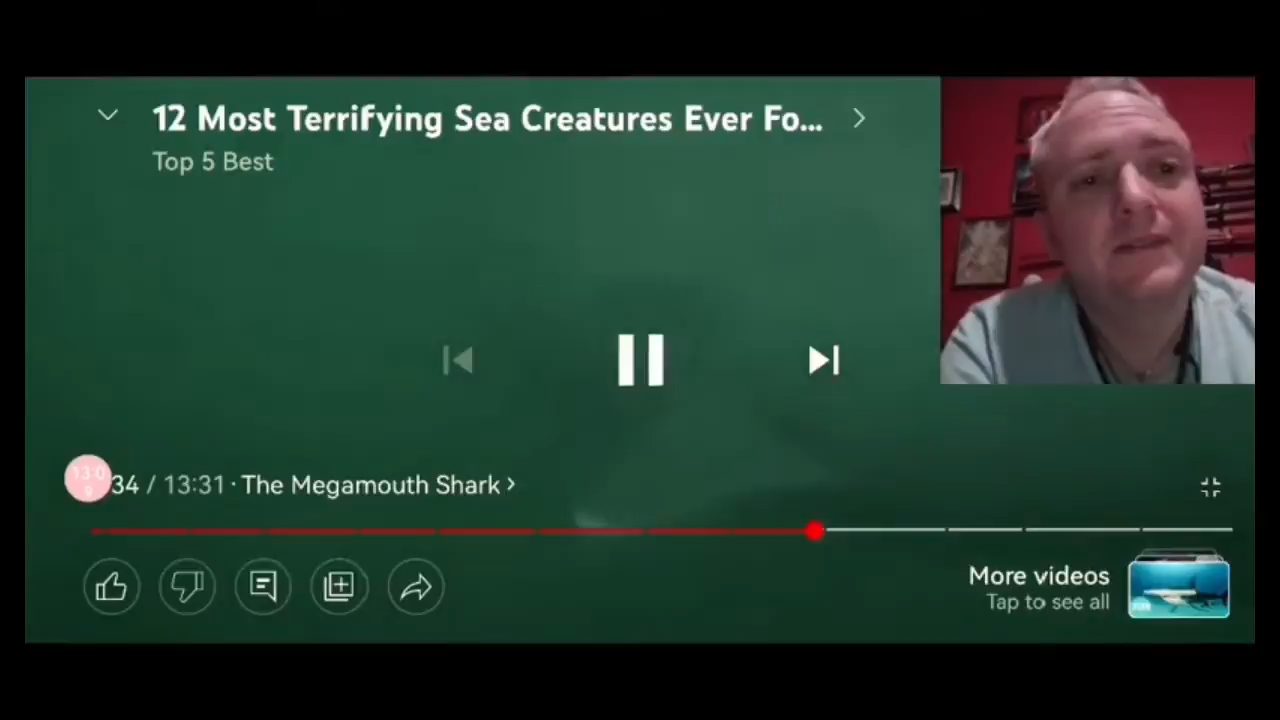 12 Most Terrifying Sea Creatures Ever Fo...
Top 5 Best
34 / 13:31 · The Megamouth Shark
More videos
Tap to see all